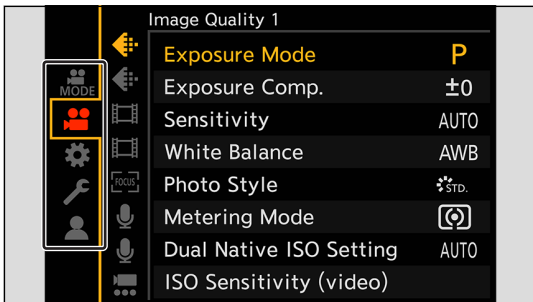 Image Quality 1
Exposure Mode P
MODE
Exposure Comp. ±0
Sensitivity AUTO
White Balance AWB
FOCUS
Photo Style STD.
Metering Mode
Dual Native ISO Setting AUTO
ISO Sensitivity (video)